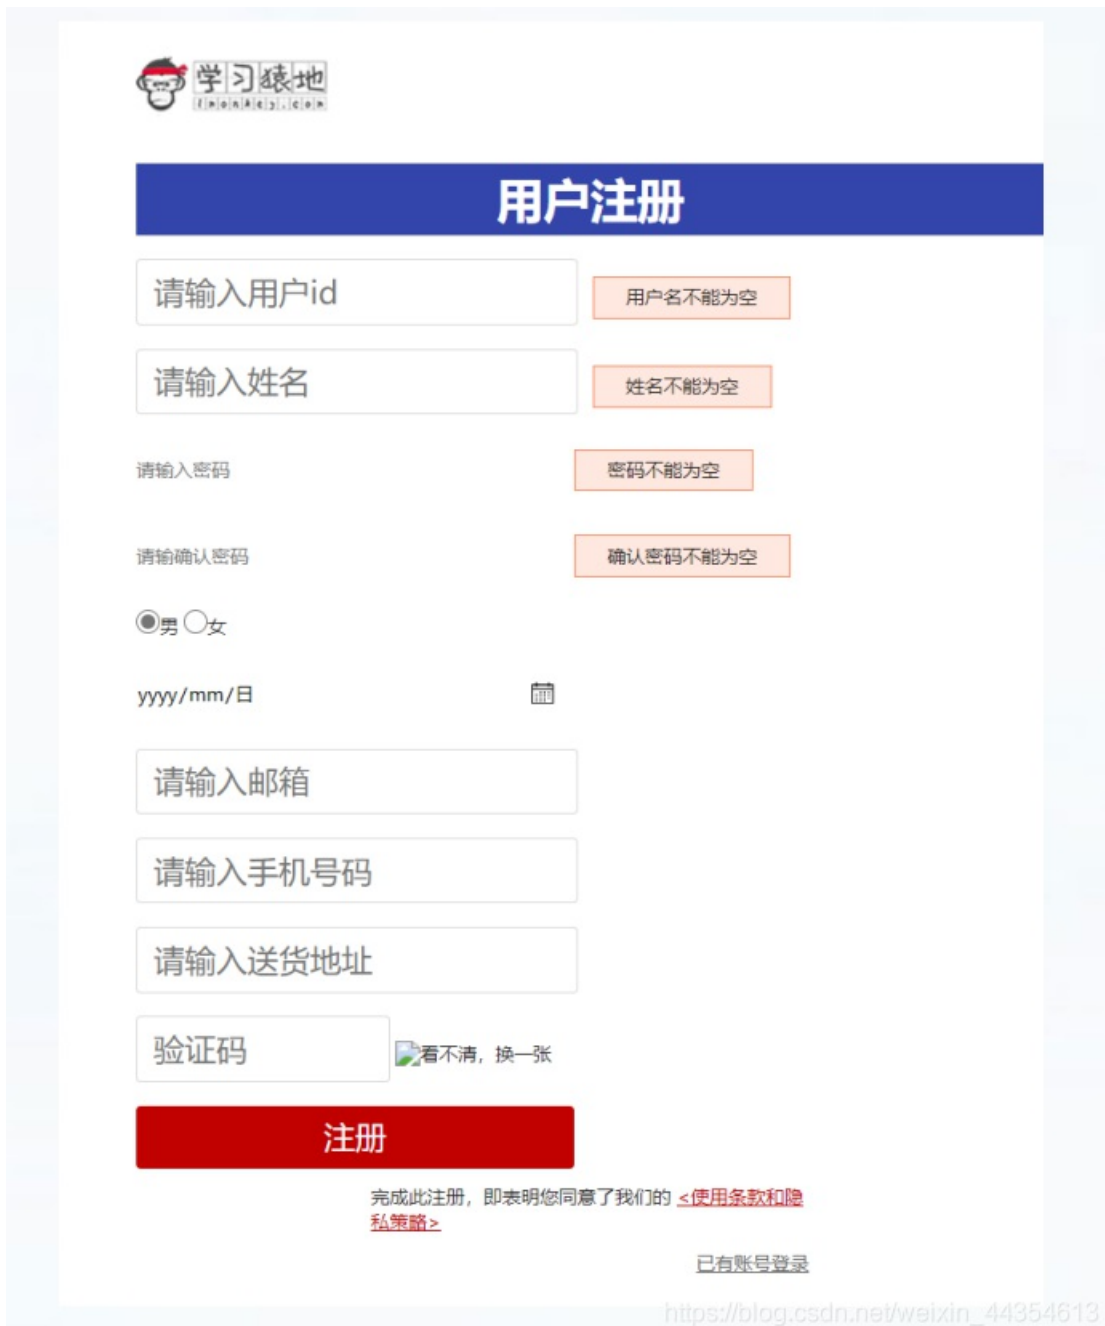 学习猿地
lmonkey.com
用户注册
请输入用户id
用户名不能为空
请输入姓名
姓名不能为空
请输入密码
密码不能为空
请输确认密码
确认密码不能为空
男 女
yyyy/mm/日
请输入邮箱
请输入手机号码
请输入送货地址
验证码
看不清，换一张
注册
完成此注册，即表明您同意了我们的 <使用条款和隐
私策略>
已有账号登录
https://blog.csdn.net/weixin_44354613